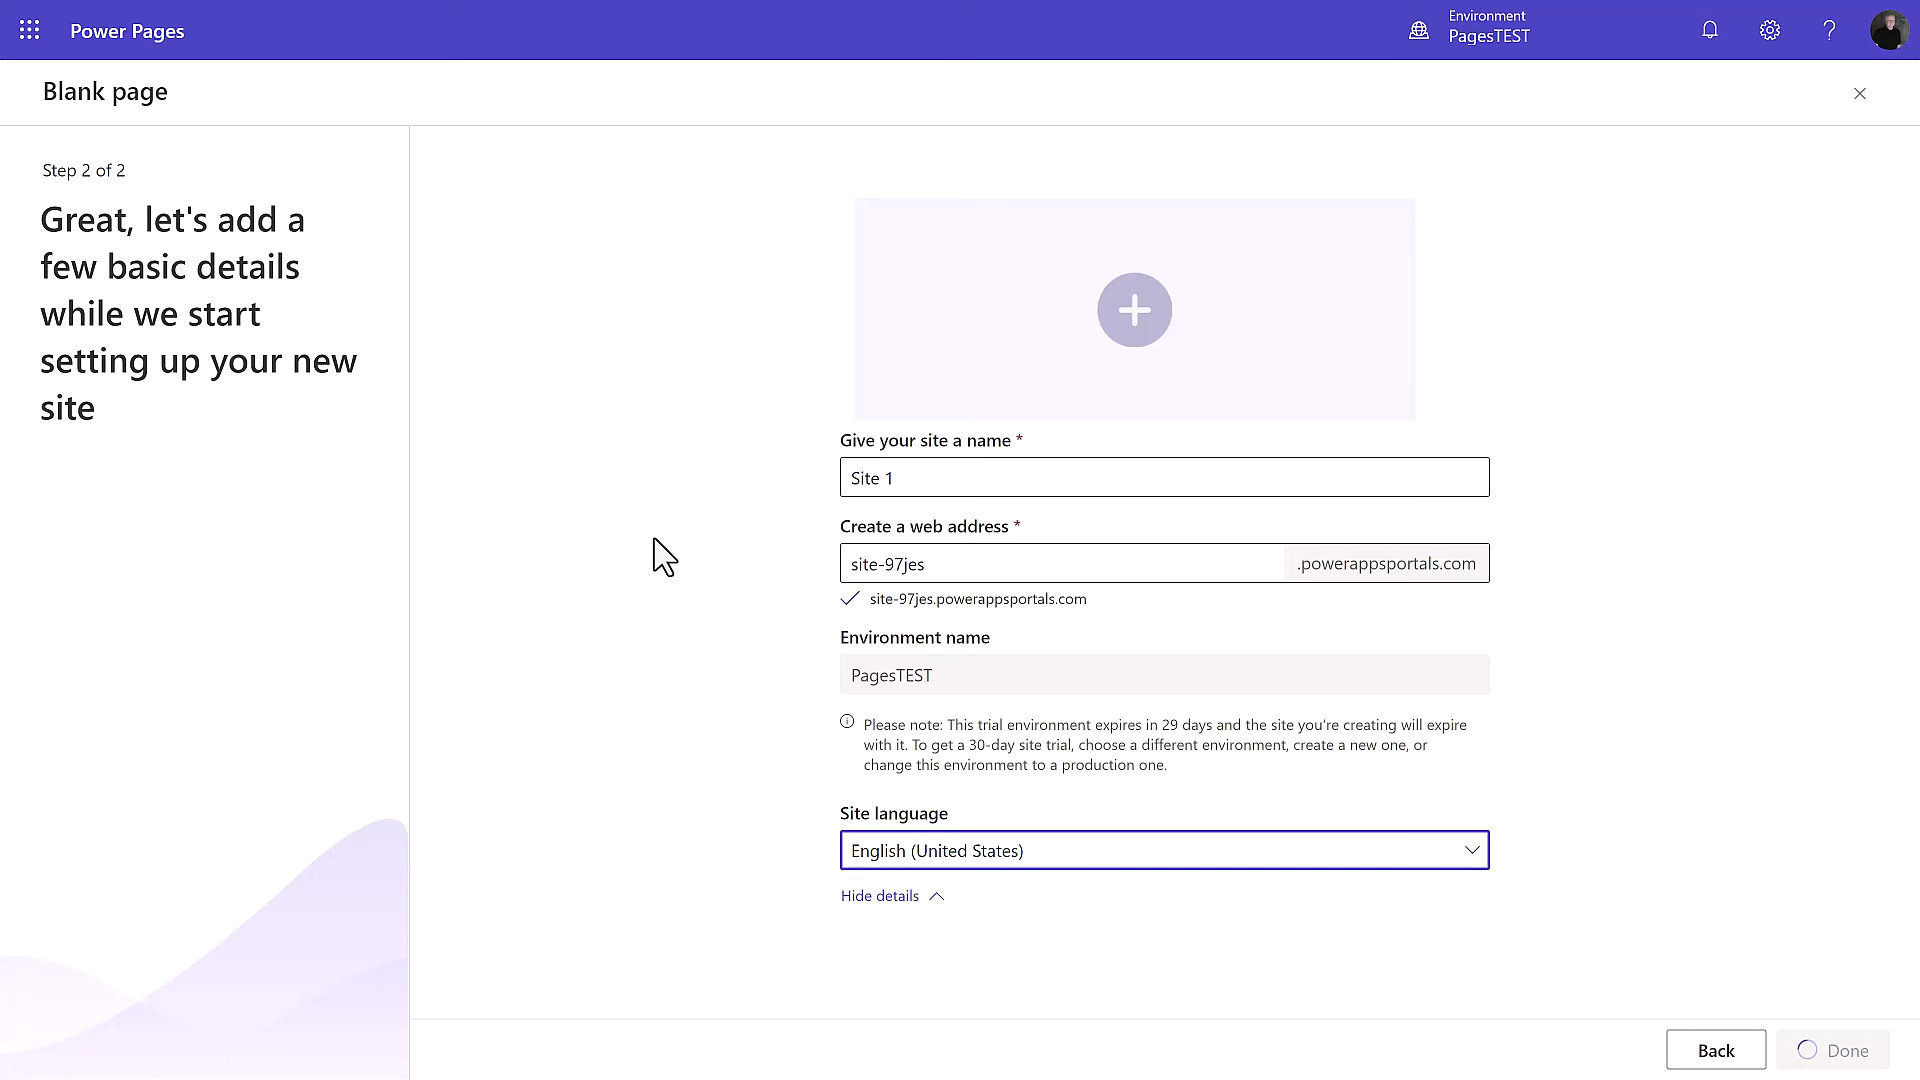 Power Pages
Environment
PagesTEST
Blank page
Step 2 of 2
Great, let's add a
few basic details
while we start
setting up your new
site
Give your site a name *
Site 1
Create a web address *
site-97jes
.powerappsportals.com
site-97jes.powerappsportals.com
Environment name
PagesTEST
Please note: This trial environment expires in 29 days and the site you’re creating will expire
with it. To get a 30-day site trial, choose a different environment, create a new one, or
change this environment to a production one.
Site language
English (United States)
Hide details
Back
Done